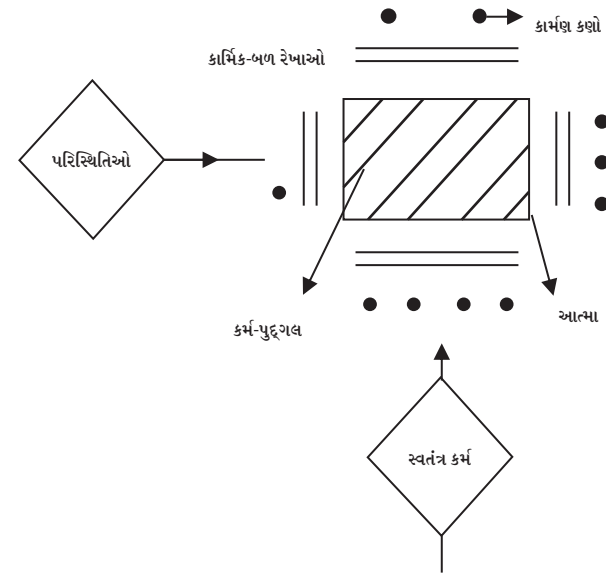 કાર્મણ કણો
કાર્મિક-બળ રેખાઓ
પરિસ્થિતિઓ
કર્મ-પુદ્ગલ
આત્મા
સ્વતંત્ર કર્મ